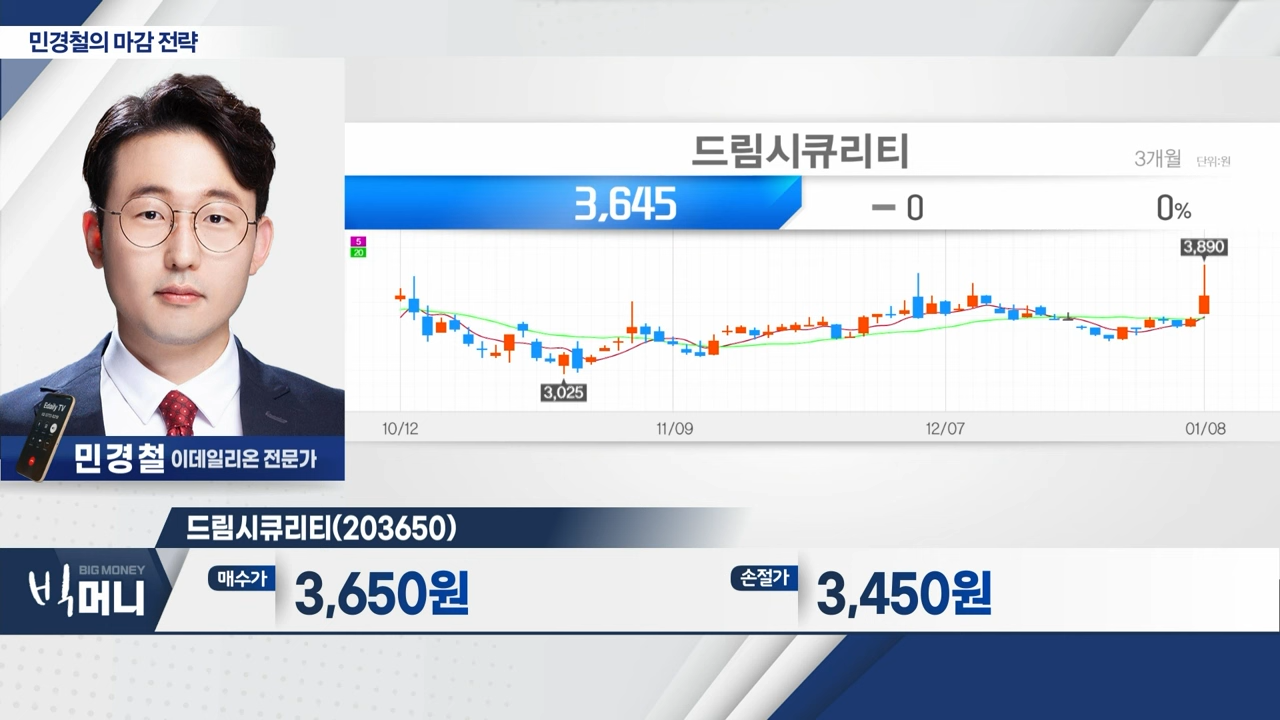 민경철의 마감 전략
드림시큐리티
3개월 단위:원
3,645 0 0%
5
20
3,890
3,025
10/12 11/09 12/07 01/08
Edaily TV
민경철 이데일리온 전문가
드림시큐리티(203650)
BIG MONEY
빅머니
매수가 3,650원 손절가 3,450원